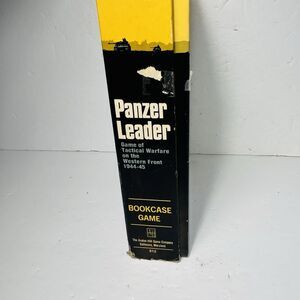 Panzer
Leader
Game of
Tactical Warfare
on the
Western Front
1944-45
BOOKCASE
GAME
The Avalon Hill Game Company
Baltimore, Maryland
812